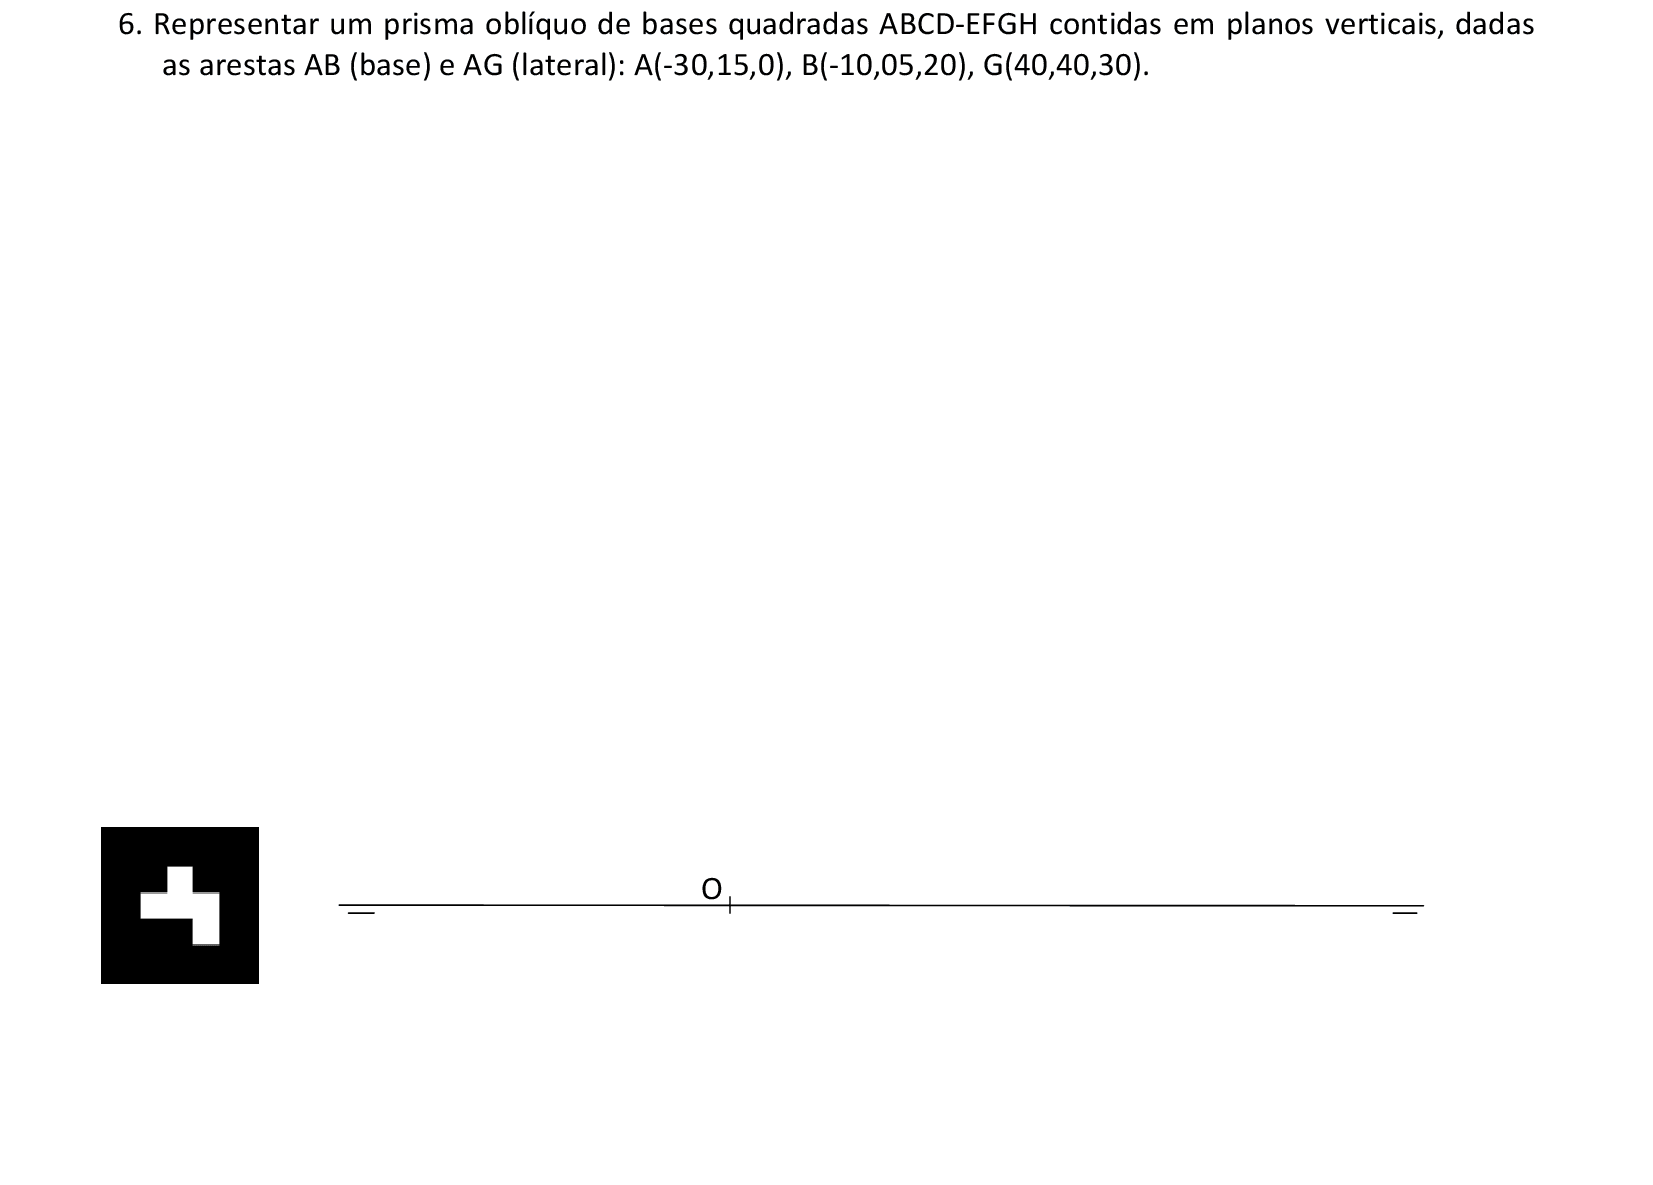 6. Representar um prisma oblíquo de bases quadradas ABCD-EFGH contidas em planos verticais, dadas
as arestas AB (base) e AG (lateral): A(-30,15,0), B(-10,05,20), G(40,40,30).
O